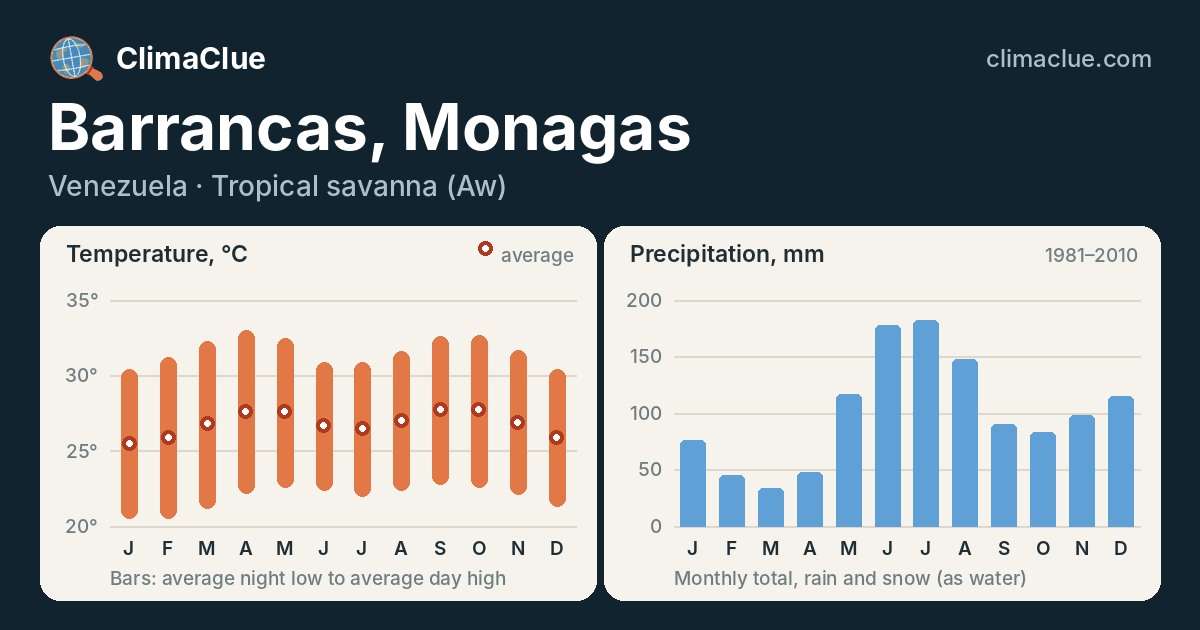 ClimaClue
climaclue.com
Barrancas, Monagas
Venezuela · Tropical savanna (Aw)
Temperature, °C
average
35°
30°
25°
20°
J F M A M J J A S O N D
Bars: average night low to average day high
Precipitation, mm
1981–2010
200
150
100
50
0
J F M A M J J A S O N D
Monthly total, rain and snow (as water)